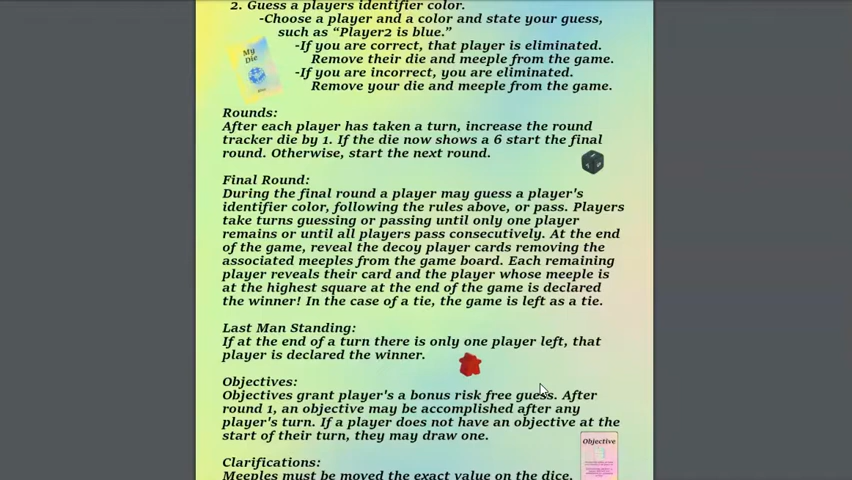 2. Guess a players identifier color.
-Choose a player and a color and state your guess,
such as “Player2 is blue.”
-If you are correct, that player is eliminated.
Remove their die and meeple from the game.
-If you are incorrect, you are eliminated.
Remove your die and meeple from the game.
My
Die
Rounds:
After each player has taken a turn, increase the round
tracker die by 1. If the die now shows a 6 start the final
round. Otherwise, start the next round.
Final Round:
During the final round a player may guess a player's
identifier color, following the rules above, or pass. Players
take turns guessing or passing until only one player
remains or until all players pass consecutively. At the end
of the game, reveal the decoy player cards removing the
associated meeples from the game board. Each remaining
player reveals their card and the player whose meeple is
at the highest square at the end of the game is declared
the winner! In the case of a tie, the game is left as a tie.
Last Man Standing:
If at the end of a turn there is only one player left, that
player is declared the winner.
Objectives:
Objectives grant player's a bonus risk free guess. After
round 1, an objective may be accomplished after any
player's turn. If a player does not have an objective at the
start of their turn, they may draw one.
Objective
Clarifications:
Meeples must be moved the exact value on the dice.